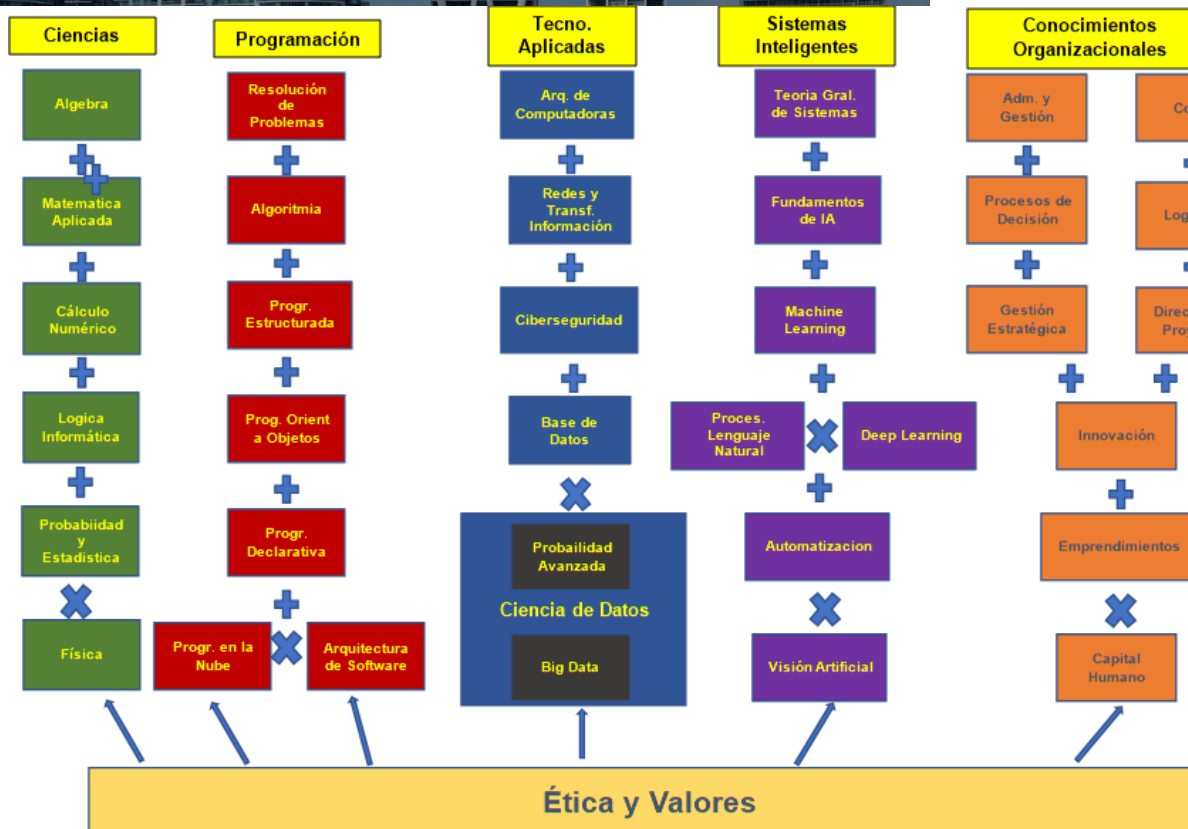 Ciencias
Algebra
Matematica
Aplicada
Cálculo
Numérico
Logica
Informática
Probabiidad
y
Estadistica
Física
Programación
Resolución
de
Problemas
Algoritmia
Progr.
Estructurada
Prog. Orient
a Objetos
Progr.
Declarativa
Progr. en la
Nube
Arquitectura
de Software
Tecno.
Aplicadas
Arq. de
Computadoras
Redes y
Transf.
Información
Ciberseguridad
Base de
Datos
Probailidad
Avanzada
Ciencia de Datos
Big Data
Sistemas
Inteligentes
Teoria Gral.
de Sistemas
Fundamentos
de IA
Machine
Learning
Proces.
Lenguaje
Natural
Deep Learning
Automatizacion
Visión Artificial
Conocimientos
Organizacionales
Adm. y
Gestión
Procesos de
Decisión
Gestión
Estratégica
Innovación
Emprendimientos
Capital
Humano
Ética y Valores